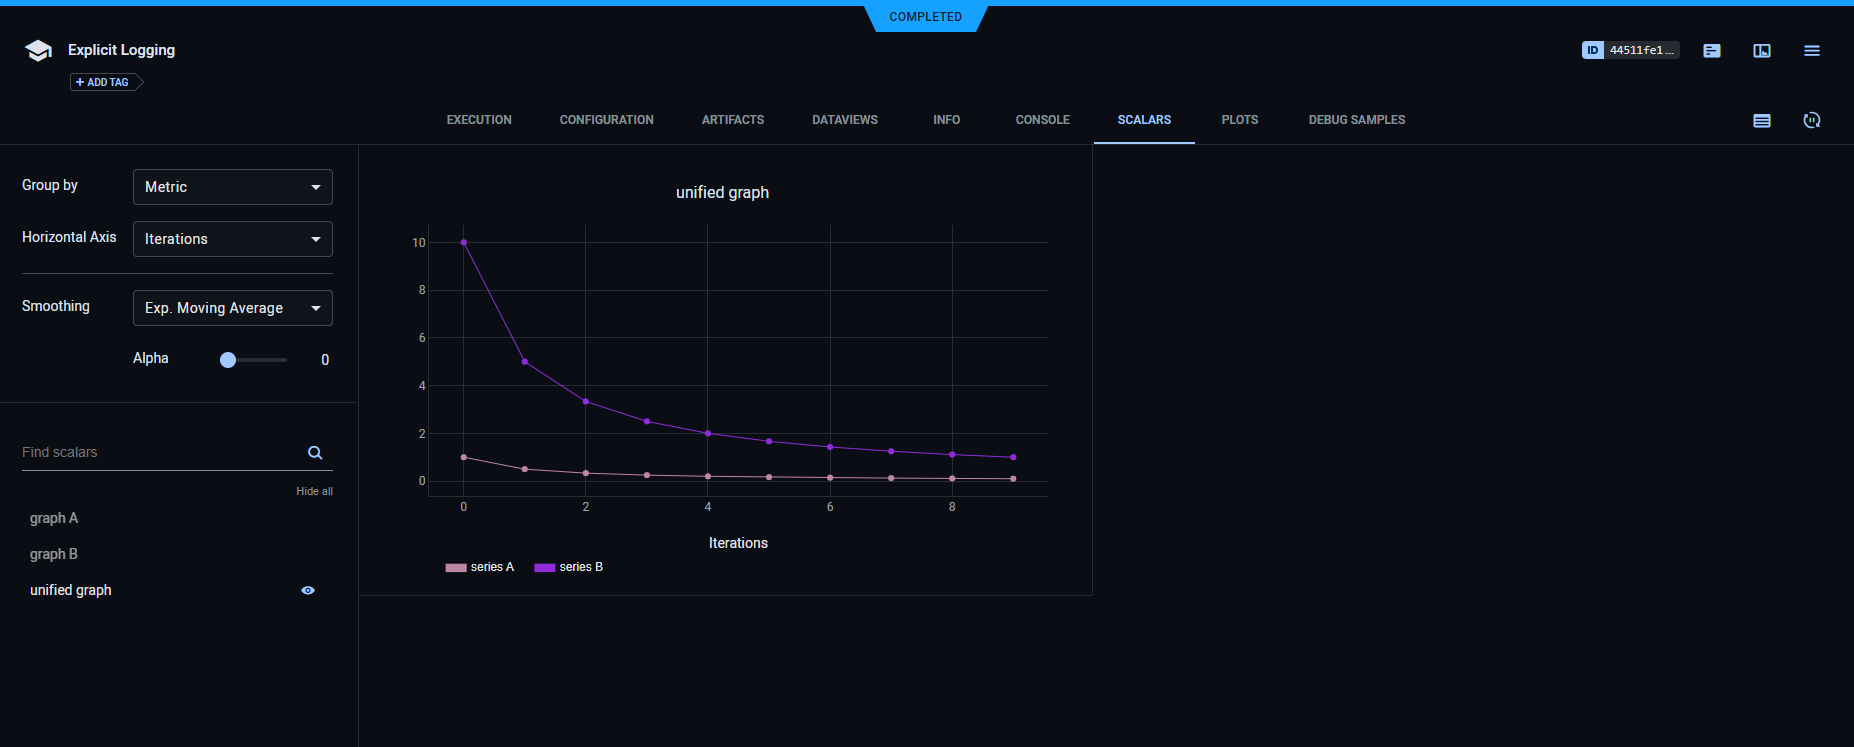 COMPLETED
Explicit Logging
ID 44511fe1 ...
+ ADD TAG
EXECUTION CONFIGURATION ARTIFACTS DATAVIEWS INFO CONSOLE SCALARS PLOTS DEBUG SAMPLES
Group by Metric
Horizontal Axis Iterations
Smoothing Exp. Moving Average
Alpha 0
Find scalars
Hide all
graph A
graph B
unified graph
unified graph
10
8
6
4
2
0
0 2 4 6 8
Iterations
series A series B